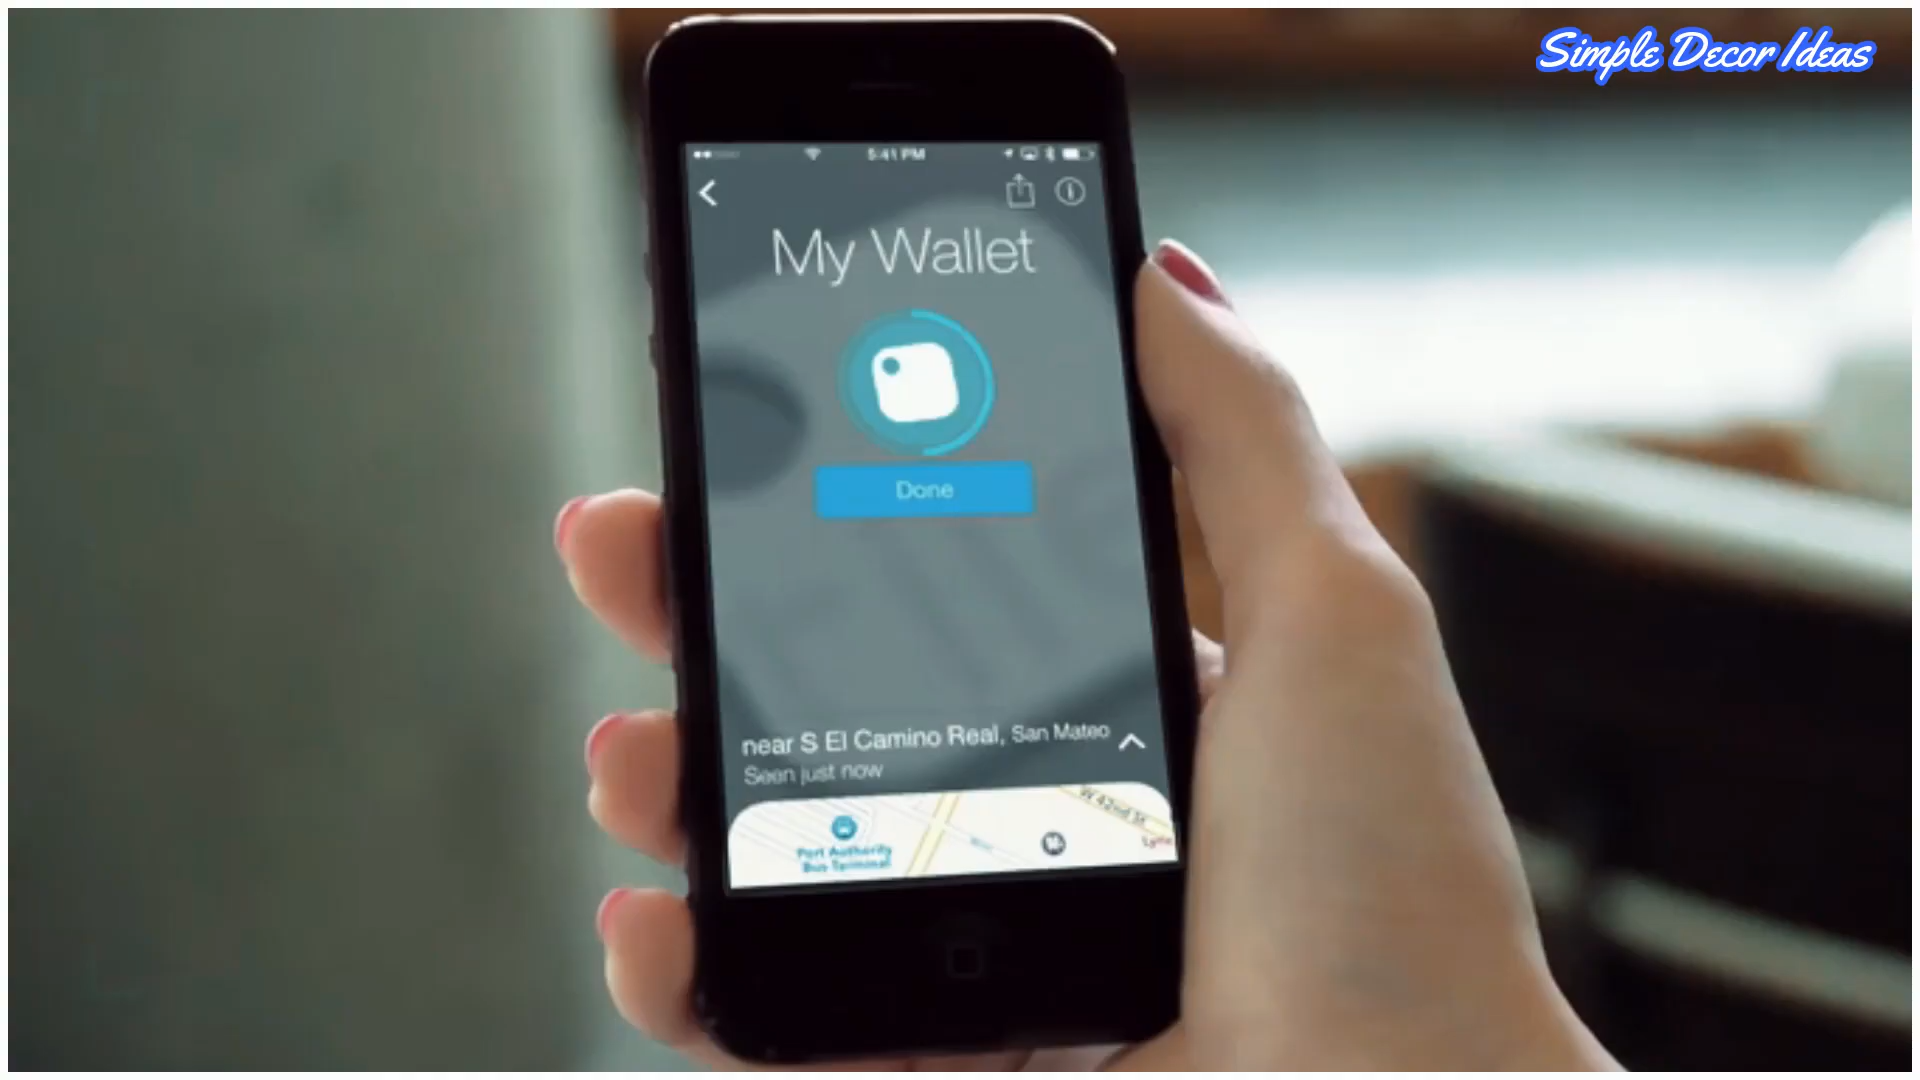 Simple Decor Ideas
5:41 PM
My Wallet
Done
near S El Camino Real, San Mateo
Seen just now
W 42nd St
Port Authority
Bus Terminal